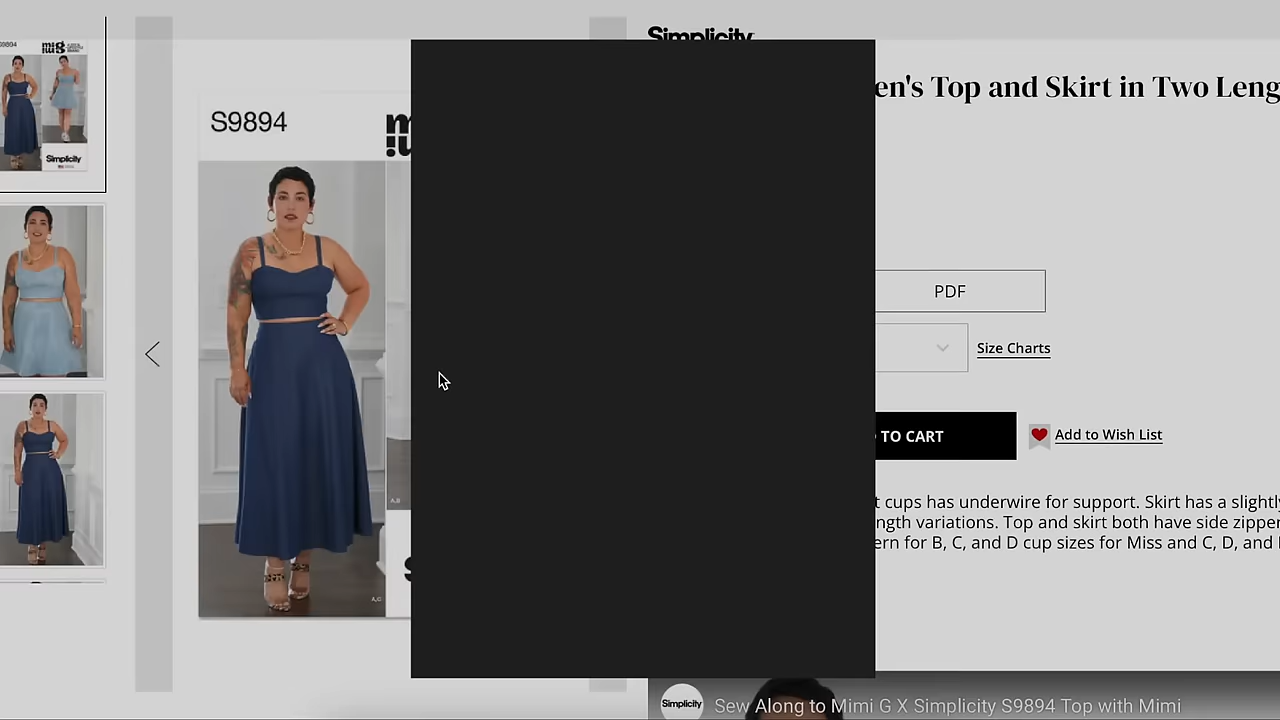 S9894
mimi g
Simplicity
S9894
Simplicity
en's Top and Skirt in Two Leng
PDF
Size Charts
TO CART
Add to Wish List
t cups has underwire for support. Skirt has a slightly
ngth variations. Top and skirt both have side zipper
ern for B, C, and D cup sizes for Miss and C, D, and
A,B
A,C
Simplicity
Sew Along to Mimi G X Simplicity S9894 Top with Mimi